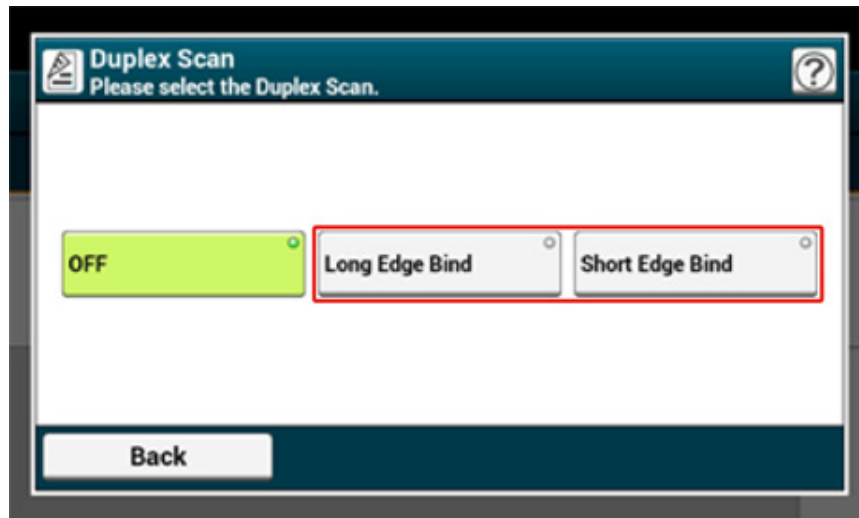 Duplex Scan
Please select the Duplex Scan.
?
OFF
Long Edge Bind
Short Edge Bind
Back